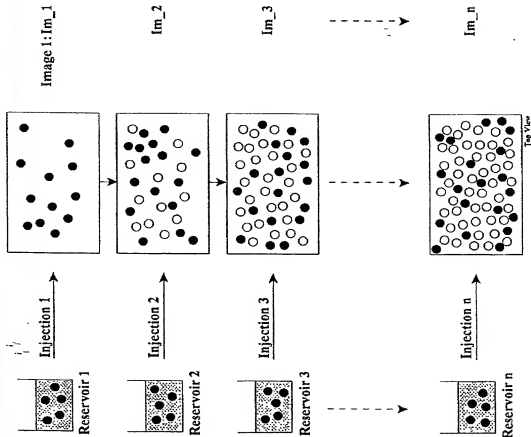 Image 1: Im_1
Im_2
Im_3
Im_n
Top View
Injection 1
Injection 2
Injection 3
Injection n
Reservoir 1
Reservoir 2
Reservoir 3
Reservoir n